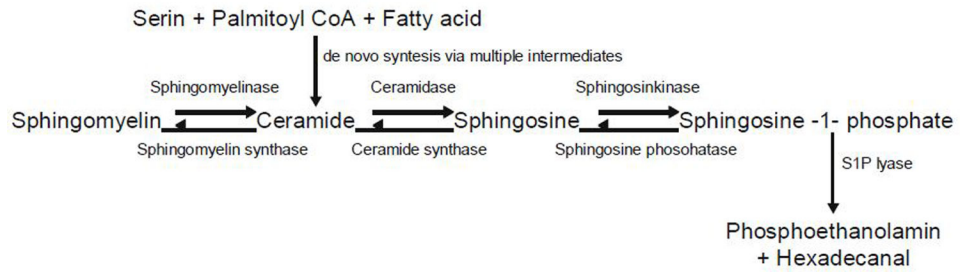 Serin + Palmitoyl CoA + Fatty acid
de novo syntesis via multiple intermediates
Sphingomyelinase Ceramidase Sphingosinkinase
Sphingomyelin Ceramide Sphingosine Sphingosine -1- phosphate
Sphingomyelin synthase Ceramide synthase Sphingosine phosohatase
S1P lyase
Phosphoethanolamin
+ Hexadecanal